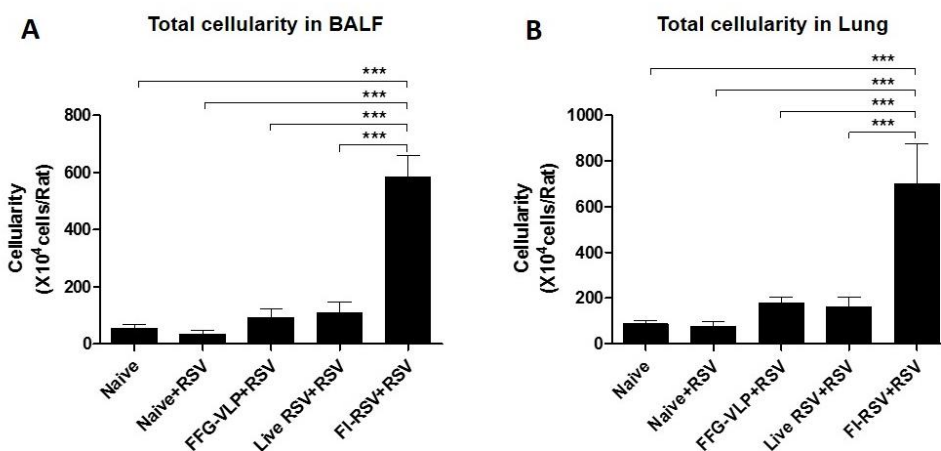 A
Total cellularity in BALF
***
***
***
***
800
600
400
200
0
Cellularity
(X10⁴cells/Rat)
Naive
Naive+RSV
FFG-VLP+RSV
Live RSV+RSV
FI-RSV+RSV
B
Total cellularity in Lung
***
***
***
***
1000
800
600
400
200
0
Cellularity
(X10⁴cells/Rat)
Naive
Naive+RSV
FFG-VLP+RSV
Live RSV+RSV
FI-RSV+RSV